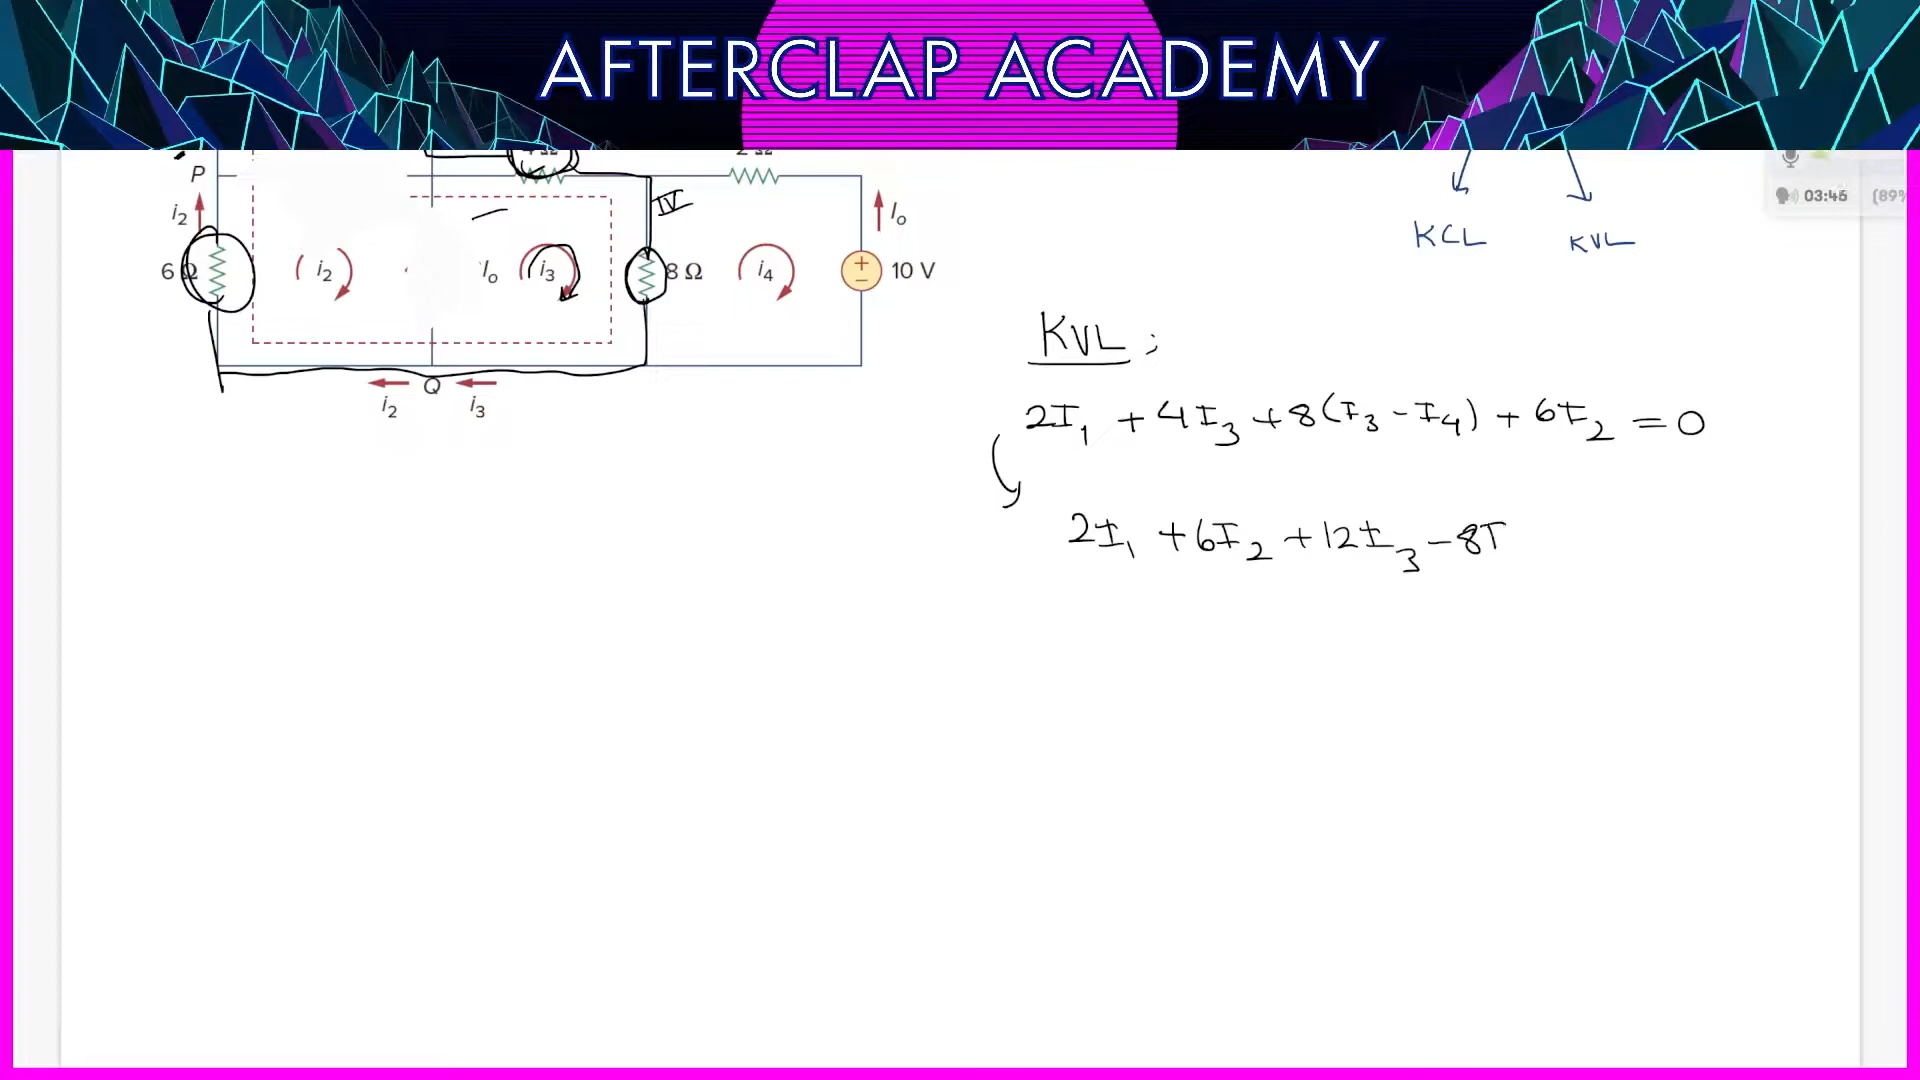 AFTERCLAP ACADEMY
P
i2
6 Ω
i2
Io
i3
IV
8 Ω
i4
Io
10 V
Q
i2
i3
03:46
(89%
KCL
KVL
KVL:
2I1 + 4I3 + 8(I3 - I4) + 6I2 = 0
2I1 + 6I2 + 12I3 - 8I